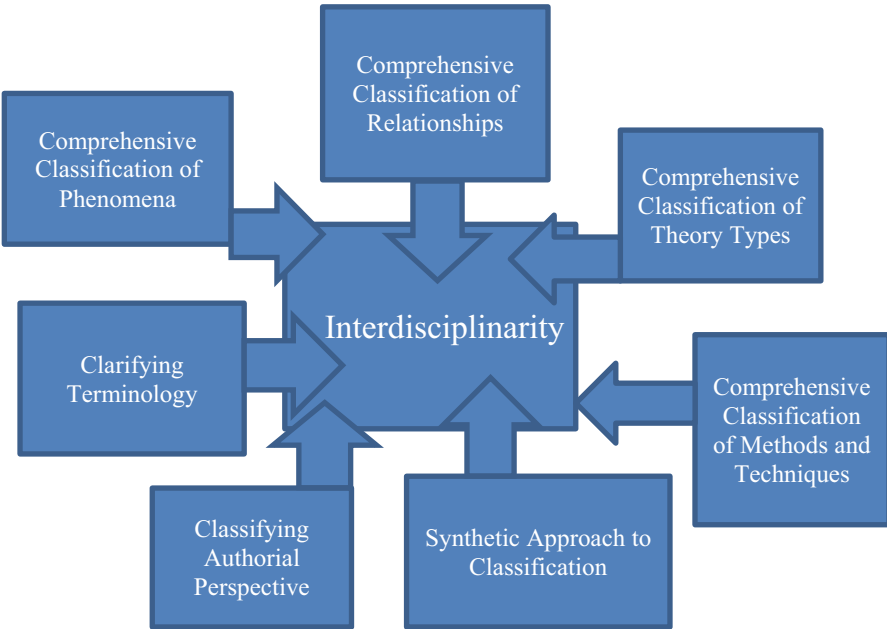 Comprehensive
Classification of
Relationships
Comprehensive
Classification of
Phenomena
Comprehensive
Classification of
Theory Types
Interdisciplinarity
Clarifying
Terminology
Comprehensive
Classification
of Methods and
Techniques
Classifying
Authorial
Perspective
Synthetic Approach to
Classification